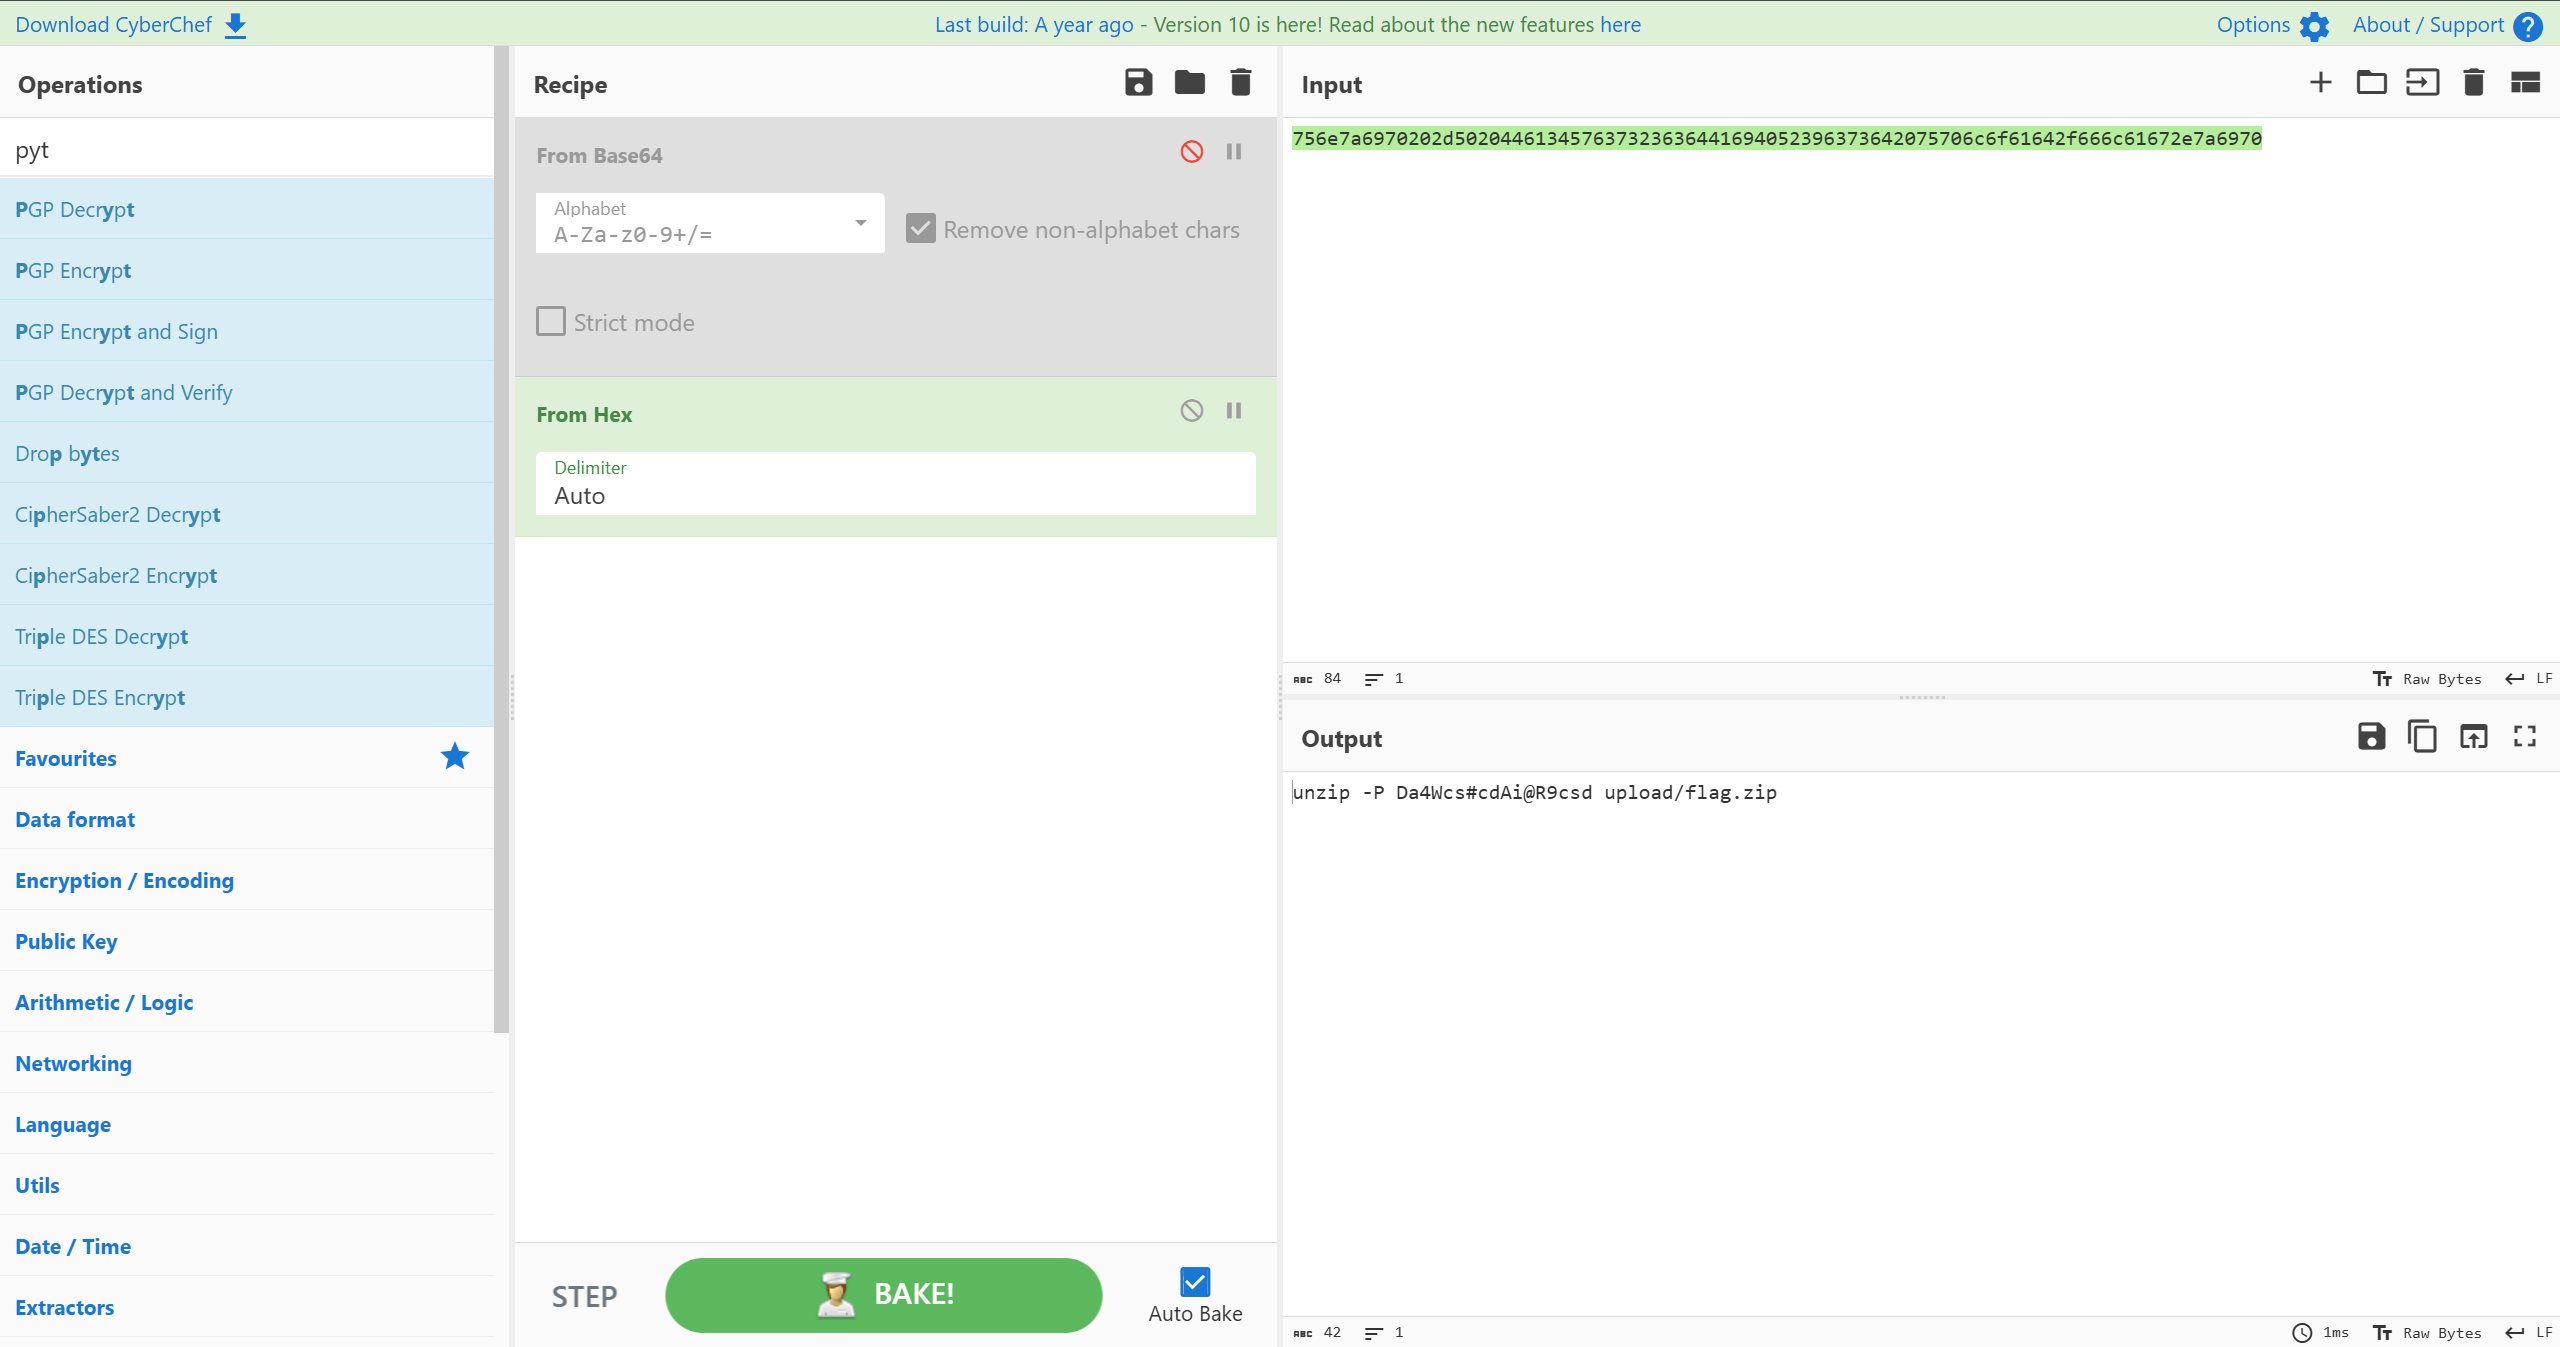 Download CyberChef
Last build: A year ago - Version 10 is here! Read about the new features here
Options
About / Support
Operations
pyt
PGP Decrypt
PGP Encrypt
PGP Encrypt and Sign
PGP Decrypt and Verify
Drop bytes
CipherSaber2 Decrypt
CipherSaber2 Encrypt
Triple DES Decrypt
Triple DES Encrypt
Favourites
Data format
Encryption / Encoding
Public Key
Arithmetic / Logic
Networking
Language
Utils
Date / Time
Extractors
Recipe
From Base64
Alphabet
A-Za-z0-9+/=
Remove non-alphabet chars
Strict mode
From Hex
Delimiter
Auto
STEP
BAKE!
Auto Bake
Input
756e7a6970202d502044613457637323636441694052396373642075706c6f61642f666c61672e7a6970
ABC 84 1
Raw Bytes LF
Output
unzip -P Da4Wcs#cdAi@R9csd upload/flag.zip
ABC 42 1
1ms Raw Bytes LF